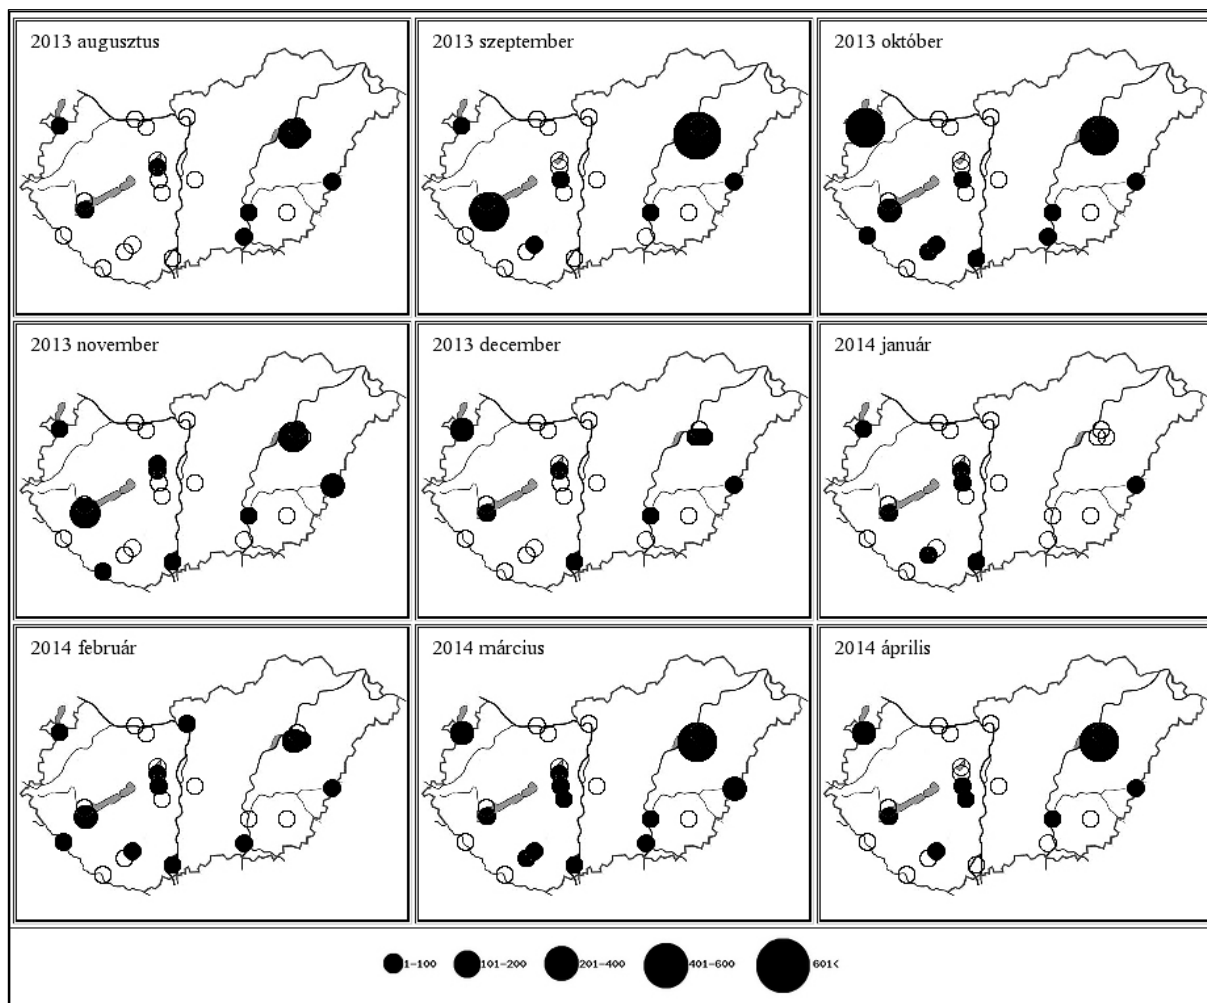 2013 augusztus
2013 szeptember
2013 október
2013 november
2013 december
2014 január
2014 február
2014 március
2014 április
1-100 101-200 201-400 401-600 601<